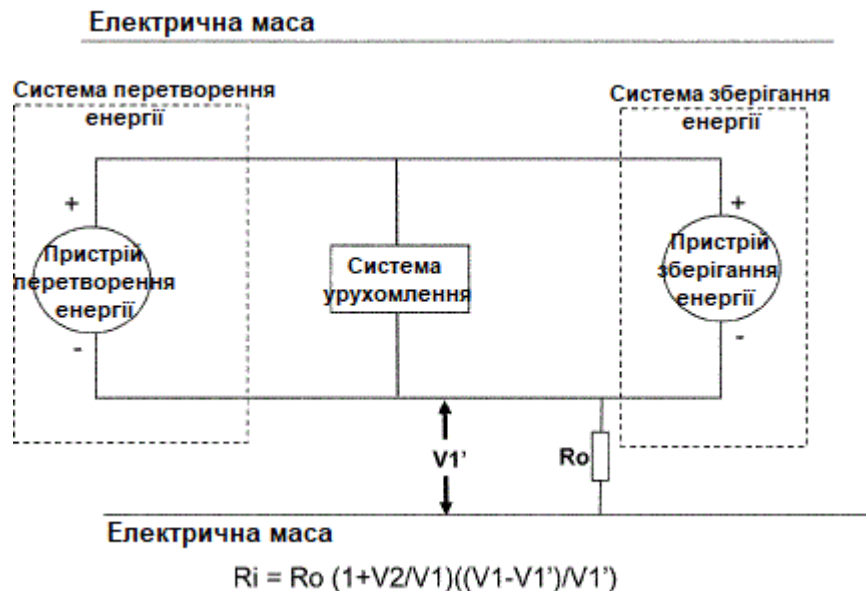 Електрична маса
Система перетворення
енергії
Система зберігання
енергії
+
+
Пристрій
перетворення
енергії
Система
урухомлення
Пристрій
зберігання
енергії
-
-
V1'
Ro
Електрична маса
Ri = Ro (1+V2/V1)((V1-V1')/V1')